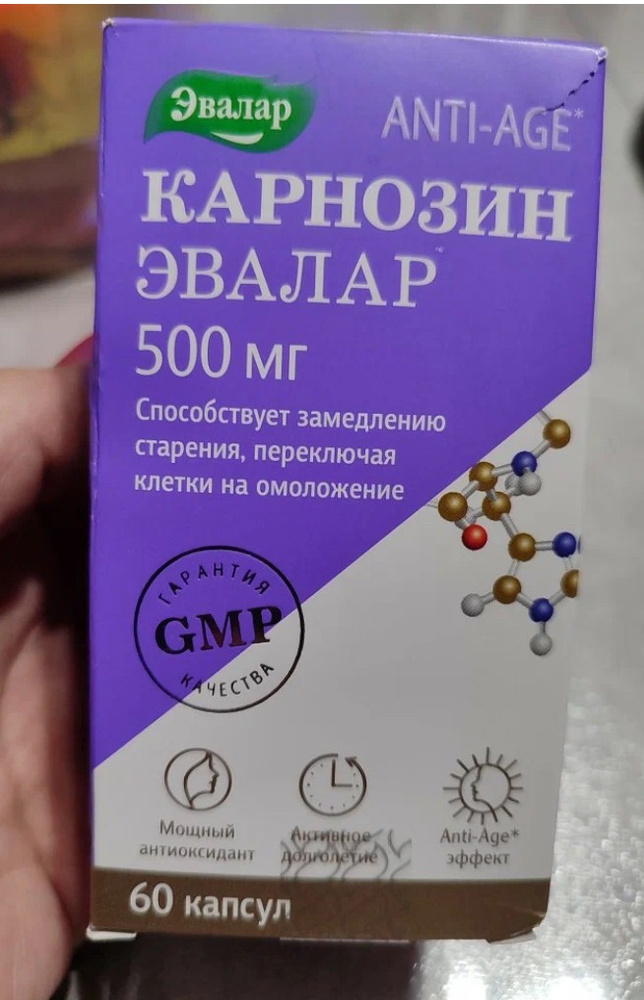 Эвалар
ANTI-AGE*
КАРНОЗИН
ЭВАЛАР
500 мг
Способствует замедлению
старения, переключая
клетки на омоложение
ГАРАНТИЯ
GMP
КАЧЕСТВА
Мощный
антиоксидант
Активное
долголетие
Anti-Age*
эффект
60 капсул